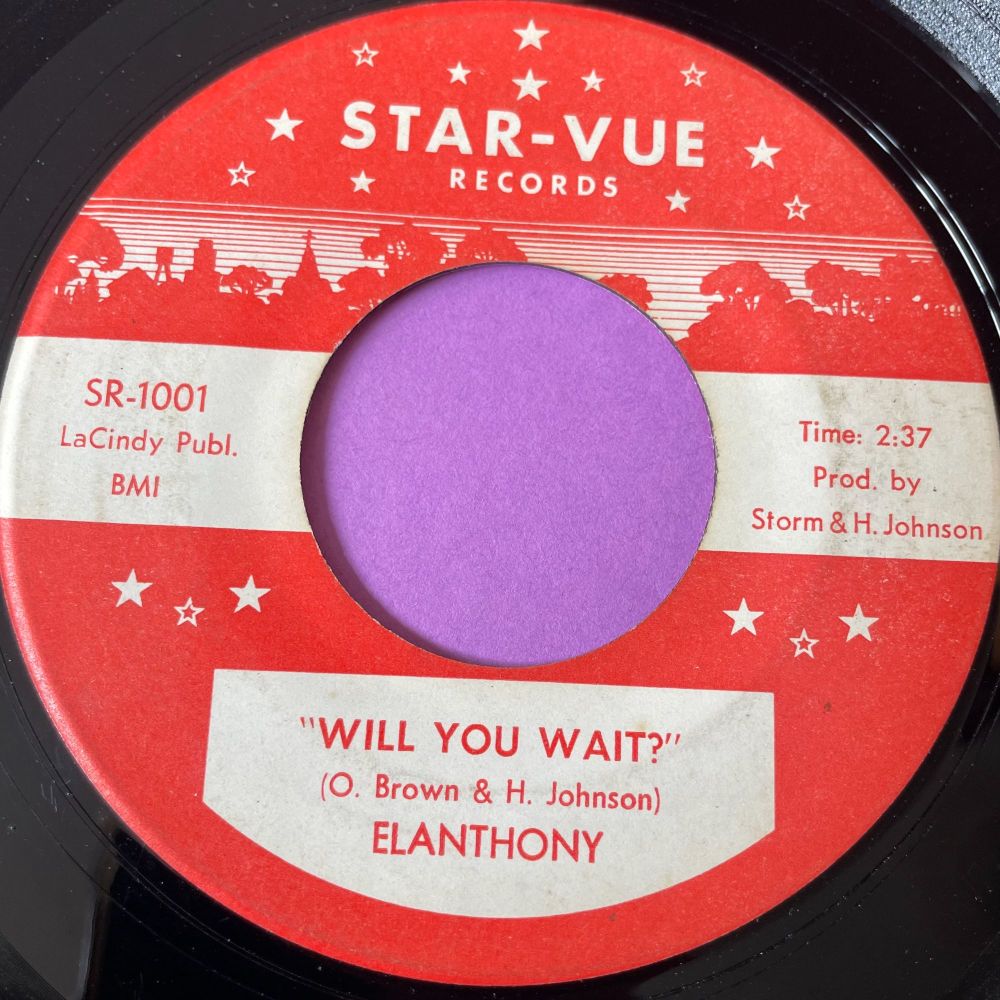 STAR-VUE
RECORDS
SR-1001
LaCindy Publ.
BMI
Time: 2:37
Prod. by
Storm & H. Johnson
"WILL YOU WAIT?"
(O. Brown & H. Johnson)
ELANTHONY